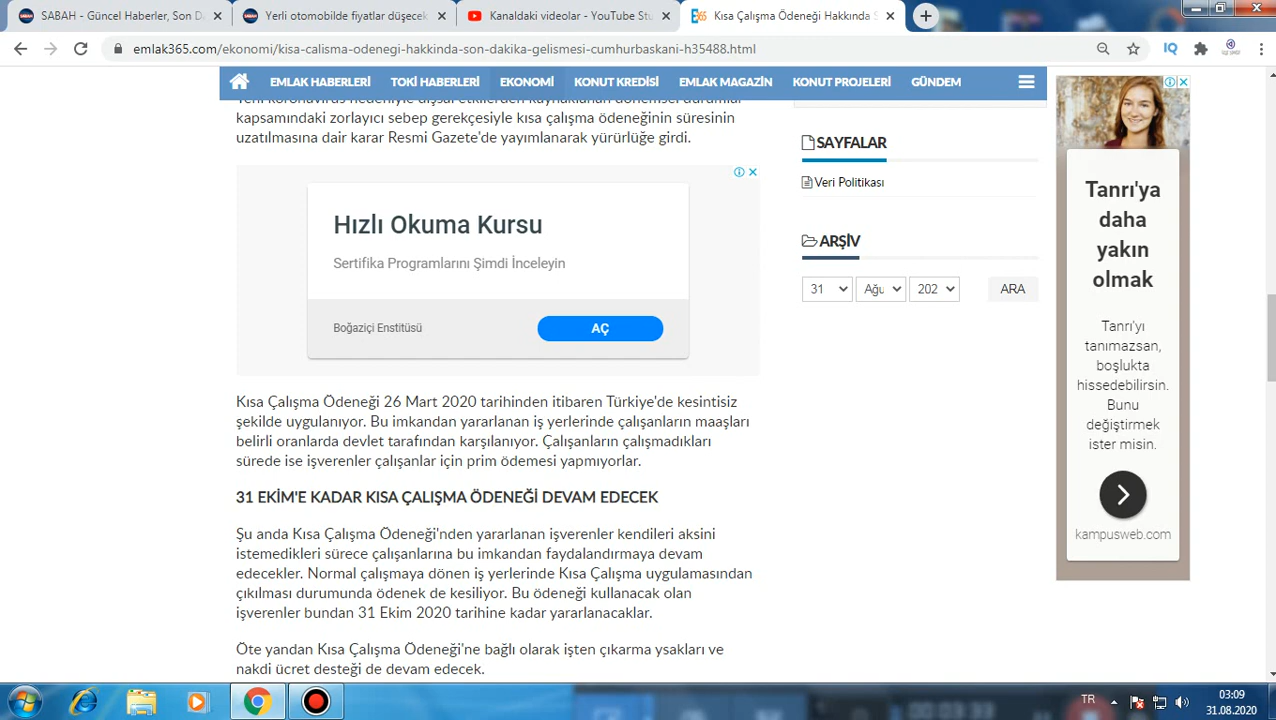 SABAH - Güncel Haberler, Son D
Yerli otomobilde fiyatlar düşecek
Kanaldaki videolar - YouTube Stu
Kısa Çalışma Ödeneği Hakkında S
emlak365.com/ekonomi/kisa-calisma-odenegi-hakkinda-son-dakika-gelismesi-cumhurbaskani-h35488.html
IQ
EMLAK HABERLERİ TOKİ HABERLERİ EKONOMİ KONUT KREDİSİ EMLAK MAGAZİN KONUT PROJELERİ GÜNDEM
Yeni koronavirüs nedeniyle dışsal etkilerden kaynaklanan dönemsel durumlar
kapsamındaki zorlayıcı sebep gerekçesiyle kısa çalışma ödeneğinin süresinin
uzatılmasına dair karar Resmi Gazete'de yayımlanarak yürürlüğe girdi.
Hızlı Okuma Kursu
Sertifika Programlarını Şimdi İnceleyin
Boğaziçi Enstitüsü
AÇ
Kısa Çalışma Ödeneği 26 Mart 2020 tarihinden itibaren Türkiye'de kesintisiz
şekilde uygulanıyor. Bu imkandan yararlanan iş yerlerinde çalışanların maaşları
belirli oranlarda devlet tarafından karşılanıyor. Çalışanların çalışmadıkları
sürede ise işverenler çalışanlar için prim ödemesi yapmıyorlar.
31 EKİM'E KADAR KISA ÇALIŞMA ÖDENEĞİ DEVAM EDECEK
Şu anda Kısa Çalışma Ödeneği'nden yararlanan işverenler kendileri aksini
istemedikleri sürece çalışanlarına bu imkandan faydalandırmaya devam
edecekler. Normal çalışmaya dönen iş yerlerinde Kısa Çalışma uygulamasından
çıkılması durumunda ödenek de kesiliyor. Bu ödeneği kullanacak olan
işverenler bundan 31 Ekim 2020 tarihine kadar yararlanacaklar.
Öte yandan Kısa Çalışma Ödeneği'ne bağlı olarak işten çıkarma ysakları ve
nakdi ücret desteği de devam edecek.
SAYFALAR
Veri Politikası
ARŞİV
31 Ağu 202 ARA
Tanrı'ya
daha
yakın
olmak
Tanrı'yı
tanımazsan,
boşlukta
hissedebilirsin.
Bunu
değiştirmek
ister misin.
kampusweb.com
TR
03:09
31.08.2020